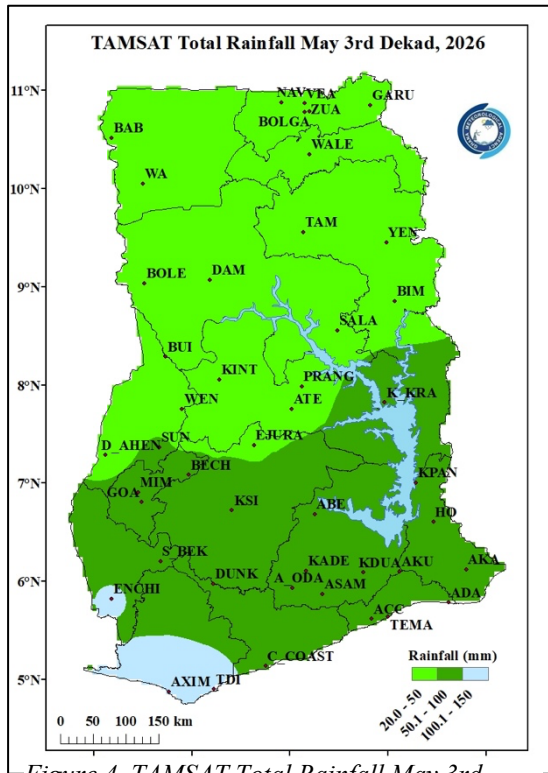 TAMSAT Total Rainfall May 3rd Dekad, 2026
11°N
NAV VEA
GARU
BAB
BOLGA
ZUA
WALE
10°N
WA
TAM
YEN
9°N
BOLE
DAM
BIM
SALA
BUI
8°N
KINT
PRANG
K_KRA
WEN
ATE
SUN
D_AHEN
EJURA
7°N
BECH
KPAN
GOA
MIM
KSI
ABE
HO
6°N
S_BEK
DUNK
KADE
KDUA
AKU
AKA
A_ODA
ASAM
ENCHI
ADA
ACC
TEMA
C_COAST
5°N
AXIM
TDI
Rainfall (mm)
20.0 - 50
50.1 - 100
100.1 - 150
0 50 100 150 km
Figure 4. TAMSAT Total Rainfall May 3rd